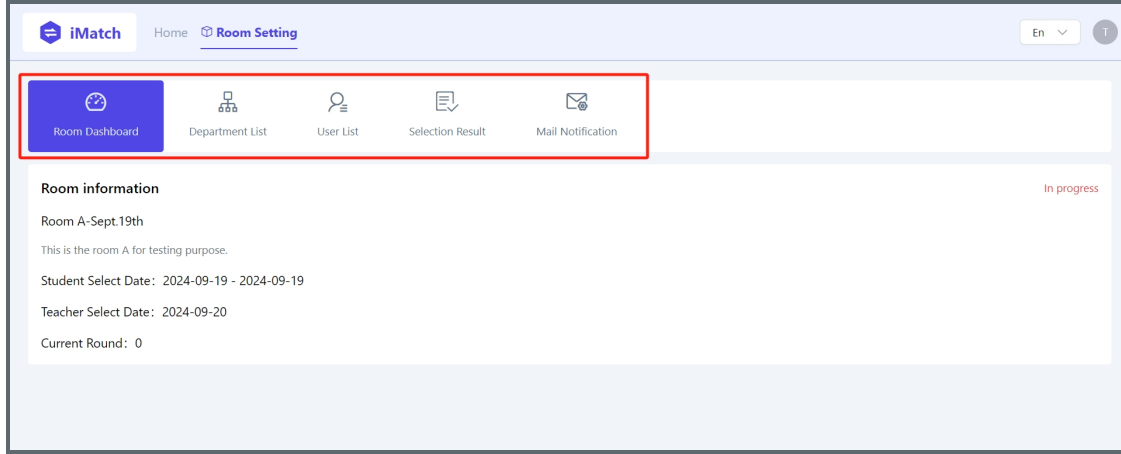 iMatch Home Room Setting En T
Room Dashboard Department List User List Selection Result Mail Notification
Room information In progress
Room A-Sept.19th
This is the room A for testing purpose.
Student Select Date：2024-09-19 - 2024-09-19
Teacher Select Date：2024-09-20
Current Round：0